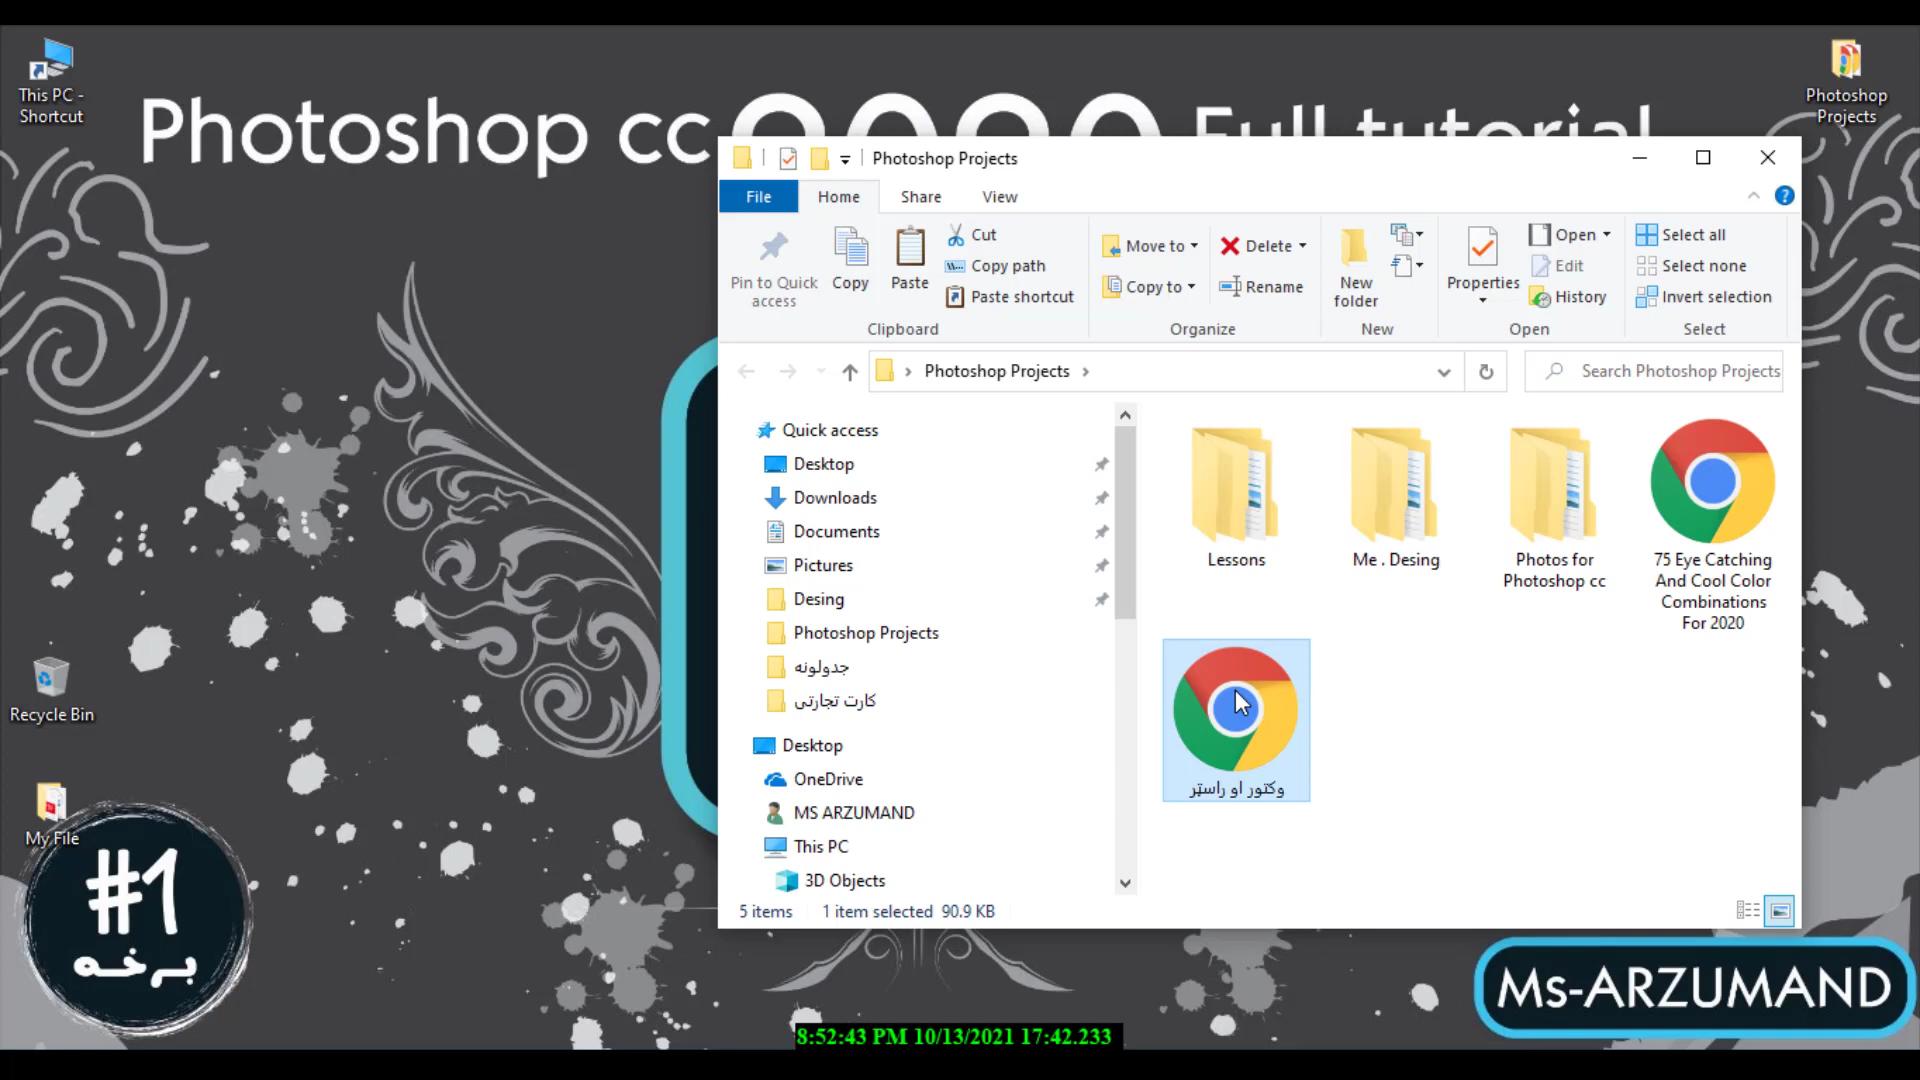 This PC -
Shortcut
Photoshop cc 2020 Full tutorial
Photoshop
Projects
Photoshop Projects
File
Home
Share
View
Pin to Quick
access
Copy
Paste
Cut
Copy path
Paste shortcut
Clipboard
Move to
Copy to
Delete
Rename
Organize
New
folder
New
Properties
Open
Edit
History
Open
Select all
Select none
Invert selection
Select
Photoshop Projects
Search Photoshop Projects
Quick access
Desktop
Downloads
Documents
Pictures
Desing
Photoshop Projects
جدولونه
کارت تجارتی
Desktop
OneDrive
MS ARZUMAND
This PC
3D Objects
Lessons
Me . Desing
Photos for
Photoshop cc
75 Eye Catching
And Cool Color
Combinations
For 2020
وکتور او راسټر
5 items
1 item selected 90.9 KB
Recycle Bin
My File
#1
برخه
Ms-ARZUMAND
8:52:43 PM 10/13/2021 17:42.233